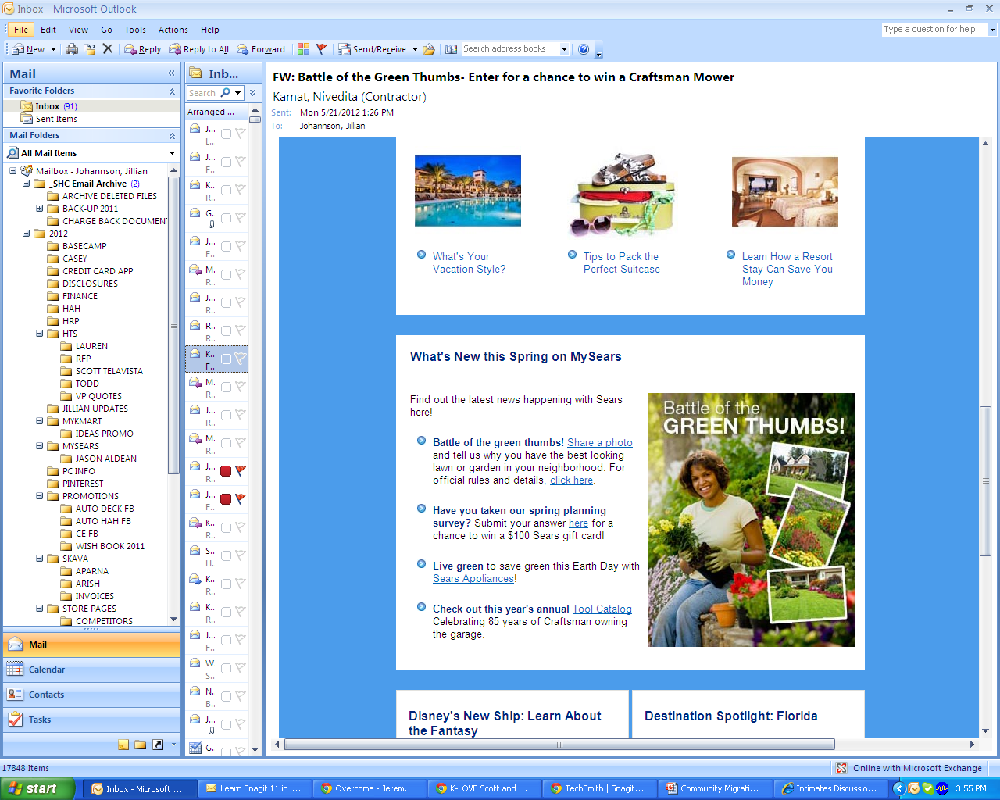 Inbox - Microsoft Outlook
File Edit View Go Tools Actions Help
Type a question for help
New Reply Reply to All Forward Send/Receive Search address books
Mail
Favorite Folders
Inbox (91)
Sent Items
Mail Folders
All Mail Items
Mailbox - Johannson, Jillian
_SHC Email Archive (2)
ARCHIVE DELETED FILES
BACK-UP 2011
CHARGE BACK DOCUMENT
2012
BASECAMP
CASEY
CREDIT CARD APP
DISCLOSURES
FINANCE
HAH
HRP
HTS
LAUREN
RFP
SCOTT TELAVISTA
TODD
VP QUOTES
JILLIAN UPDATES
MYKMART
IDEAS PROMO
MYSEARS
JASON ALDEAN
PC INFO
PINTEREST
PROMOTIONS
AUTO DECK FB
AUTO HAH FB
CE FB
WISH BOOK 2011
SKAVA
APARNA
ARISH
INVOICES
STORE PAGES
COMPETITORS
Mail
Calendar
Contacts
Tasks
Inb...
Search
Arranged ...
J...
L..
J...
F..
K..
R..
G.
J...
F..
M.
R..
J...
R..
R..
R..
K..
F..
M.
R..
J...
R..
M.
R..
J...
R..
J...
F..
K..
R..
S..
H.
K..
R..
K..
R..
J...
F..
W
S..
N.
B..
J...
G.
FW: Battle of the Green Thumbs- Enter for a chance to win a Craftsman Mower
Kamat, Nivedita (Contractor)
Sent: Mon 5/21/2012 1:26 PM
To: Johannson, Jillian
What's Your
Vacation Style?
Tips to Pack the
Perfect Suitcase
Learn How a Resort
Stay Can Save You
Money
What's New this Spring on MySears
Find out the latest news happening with Sears
here!
Battle of the green thumbs! Share a photo
and tell us why you have the best looking
lawn or garden in your neighborhood. For
official rules and details, click here.
Have you taken our spring planning
survey? Submit your answer here for a
chance to win a $100 Sears gift card!
Live green to save green this Earth Day with
Sears Appliances!
Check out this year's annual Tool Catalog
Celebrating 85 years of Craftsman owning
the garage.
Battle of the
GREEN THUMBS!
Disney's New Ship: Learn About
the Fantasy
Destination Spotlight: Florida
17848 Items
Online with Microsoft Exchange
start
Inbox - Microsoft ...
Learn Snagit 11 in l...
Overcome - Jerem...
K-LOVE Scott and ...
TechSmith | Snagit...
Community Migrati...
Intimates Discussio...
3:55 PM